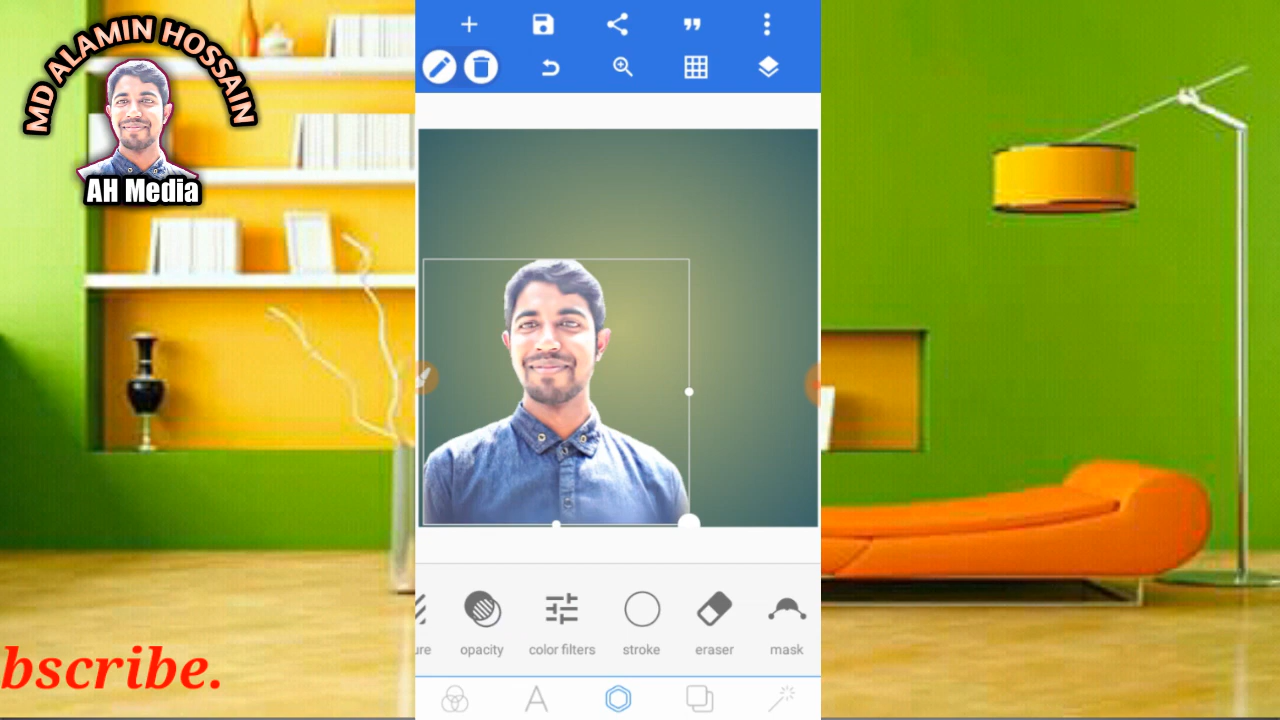 MD ALAMIN HOSSAIN
AH Media
opacity
color filters
stroke
eraser
mask
bscribe.